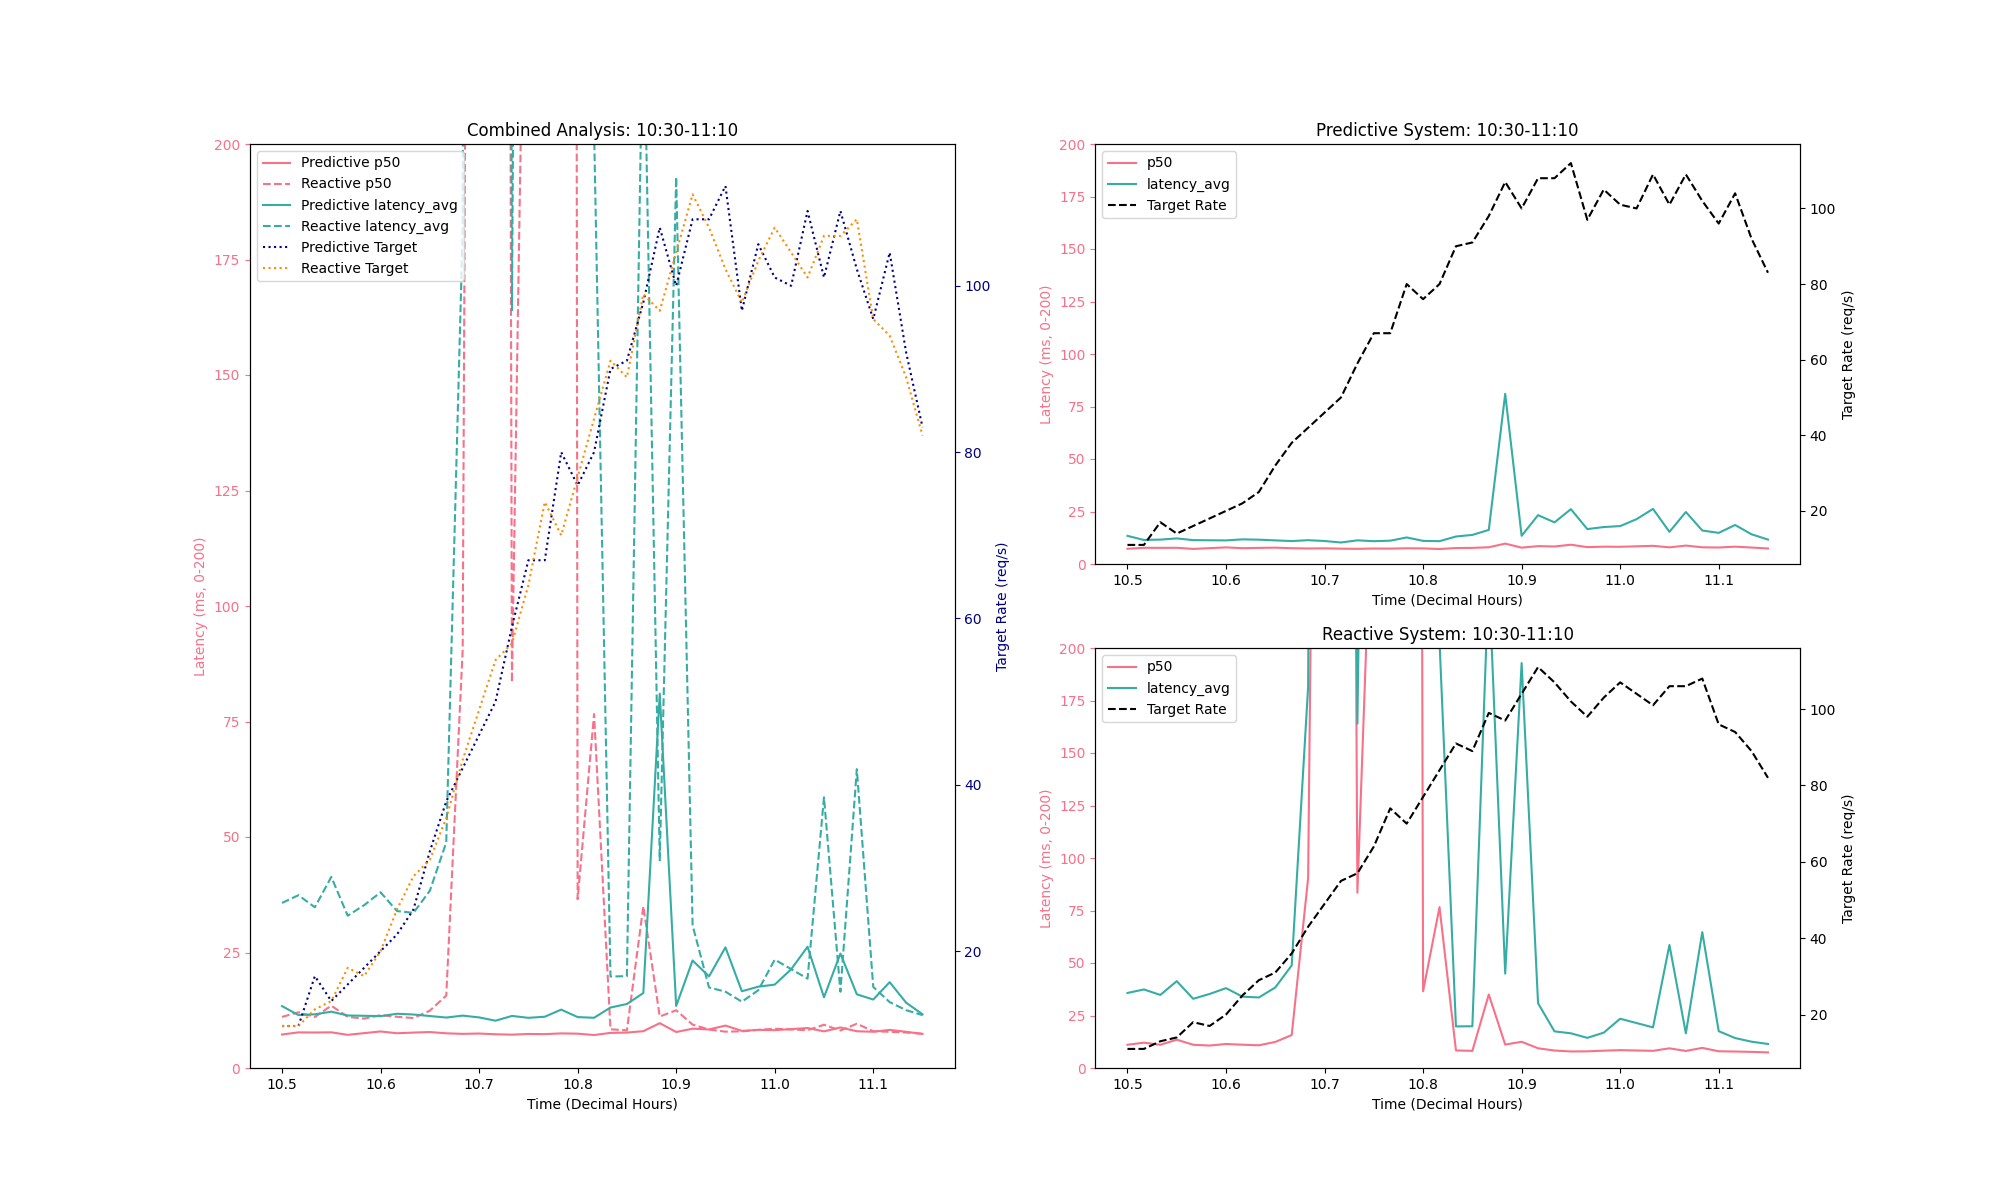 Combined Analysis: 10:30-11:10
Predictive p50
Reactive p50
Predictive latency_avg
Reactive latency_avg
Predictive Target
Reactive Target
200
175
150
125
100
75
50
25
0
Latency (ms, 0-200)
100
80
60
40
20
Target Rate (req/s)
10.5 10.6 10.7 10.8 10.9 11.0 11.1
Time (Decimal Hours)
Predictive System: 10:30-11:10
p50
latency_avg
Target Rate
200
175
150
125
100
75
50
25
0
Latency (ms, 0-200)
100
80
60
40
20
Target Rate (req/s)
10.5 10.6 10.7 10.8 10.9 11.0 11.1
Time (Decimal Hours)
Reactive System: 10:30-11:10
p50
latency_avg
Target Rate
200
175
150
125
100
75
50
25
0
Latency (ms, 0-200)
100
80
60
40
20
Target Rate (req/s)
10.5 10.6 10.7 10.8 10.9 11.0 11.1
Time (Decimal Hours)